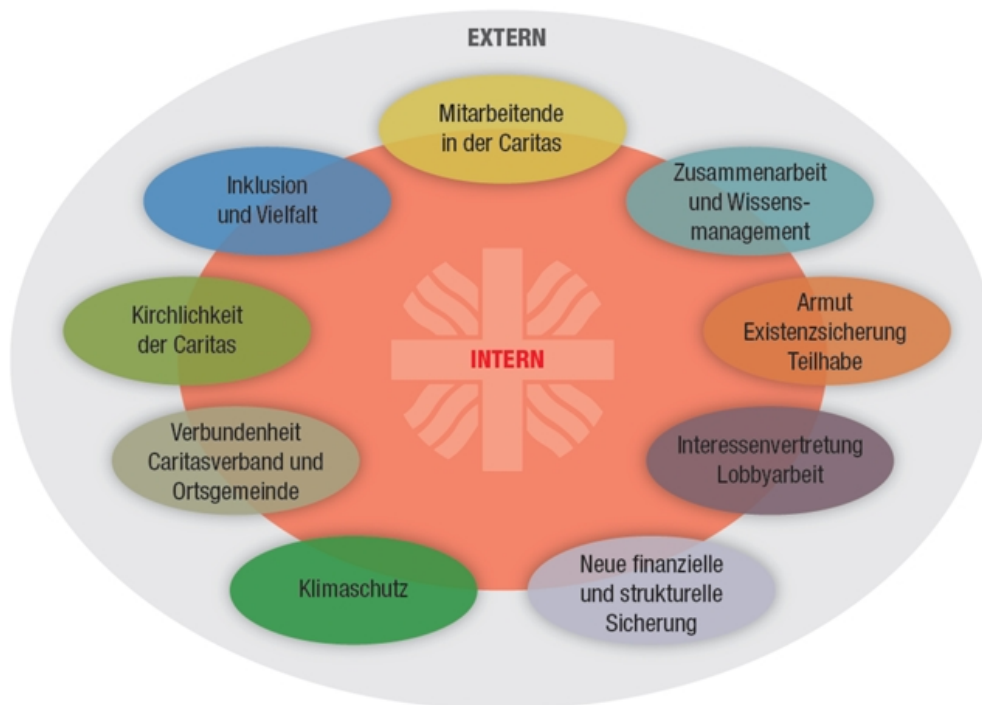 EXTERN
Mitarbeitende
in der Caritas
Inklusion
und Vielfalt
Zusammenarbeit
und Wissens-
management
Kirchlichkeit
der Caritas
INTERN
Armut
Existenzsicherung
Teilhabe
Verbundenheit
Caritasverband und
Ortsgemeinde
Interessenvertretung
Lobbyarbeit
Klimaschutz
Neue finanzielle
und strukturelle
Sicherung